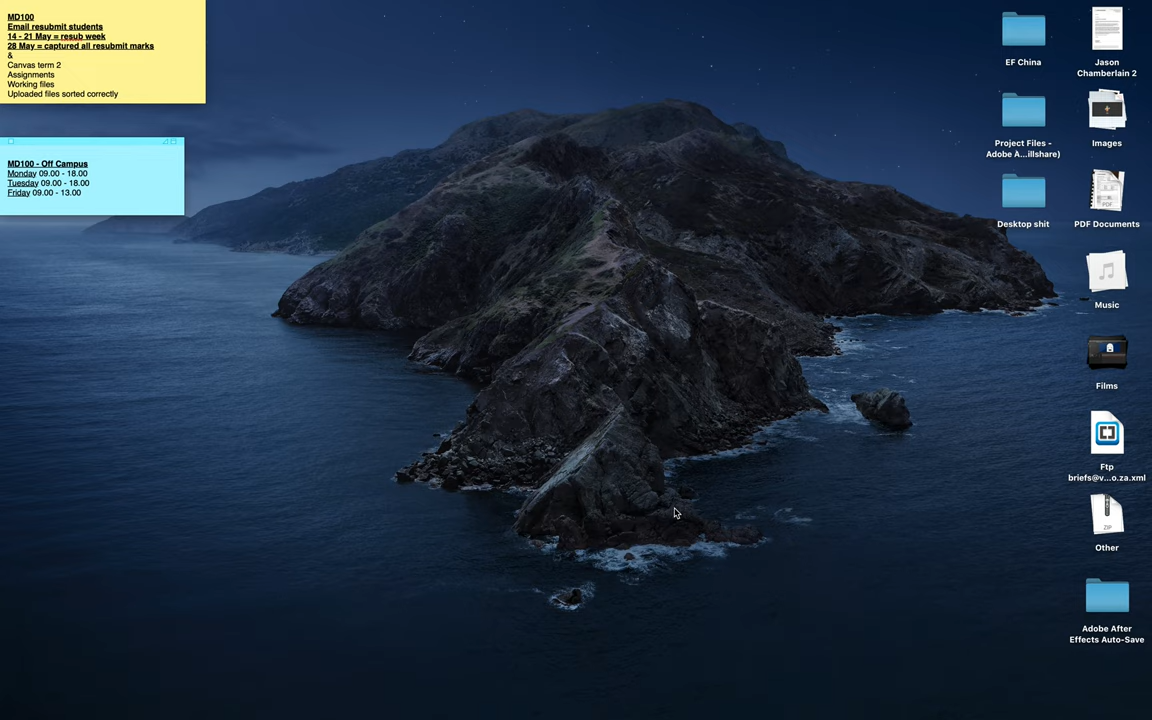 MD100
Email resubmit students
14 - 21 May = resub week
28 May = captured all resubmit marks
&
Canvas term 2
Assignments
Working files
Uploaded files sorted correctly
MD100 - Off Campus
Monday 09.00 - 18.00
Tuesday 09.00 - 18.00
Friday 09.00 - 13.00
EF China
Jason
Chamberlain 2
Project Files -
Adobe A...illshare)
Images
Desktop shit
PDF
PDF Documents
Music
Films
Ftp
briefs@v...o.za.xml
ZIP
Other
Adobe After
Effects Auto-Save